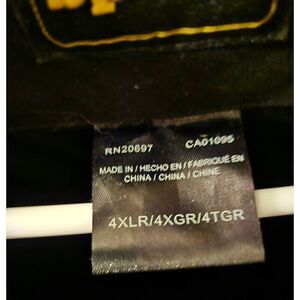 RN20697 CA01095
MADE IN / HECHO EN / FABRIQUÉ EN
CHINA / CHINA / CHINE
4XLR/4XGR/4TGR